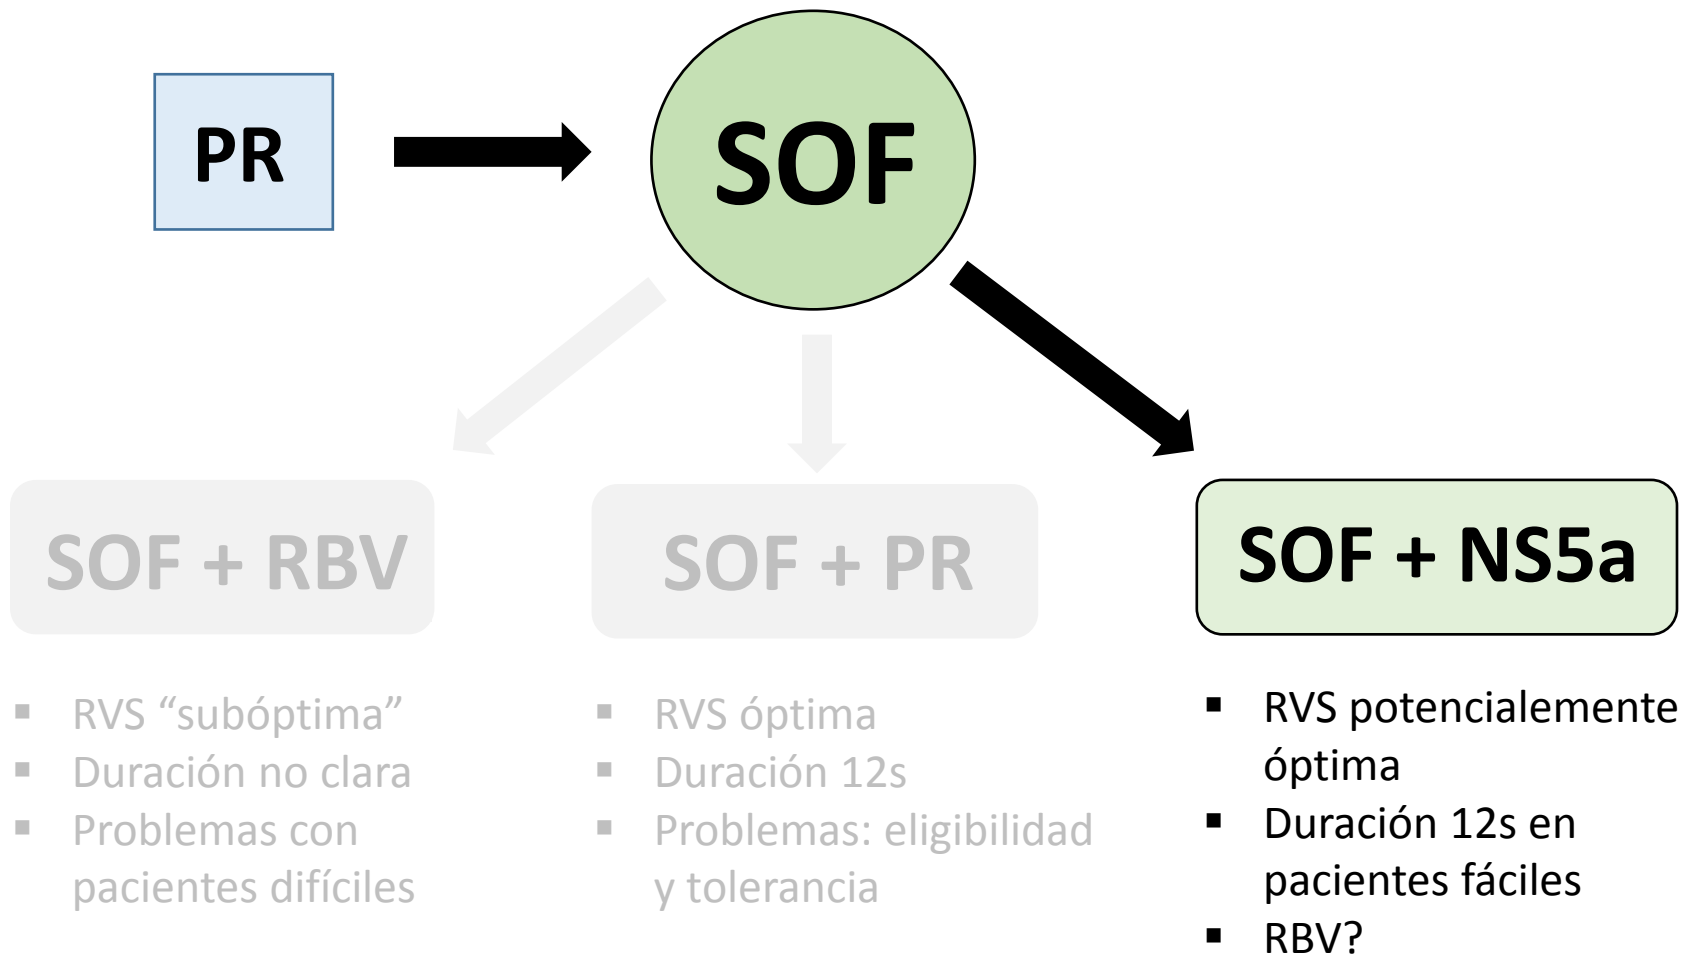 PR
SOF
SOF + RBV
SOF + PR
SOF + NS5a
▪ RVS “subóptima”
▪ Duración no clara
▪ Problemas con
pacientes difíciles
▪ RVS óptima
▪ Duración 12s
▪ Problemas: eligibilidad
y tolerancia
▪ RVS potencialemente
óptima
▪ Duración 12s en
pacientes fáciles
▪ RBV?